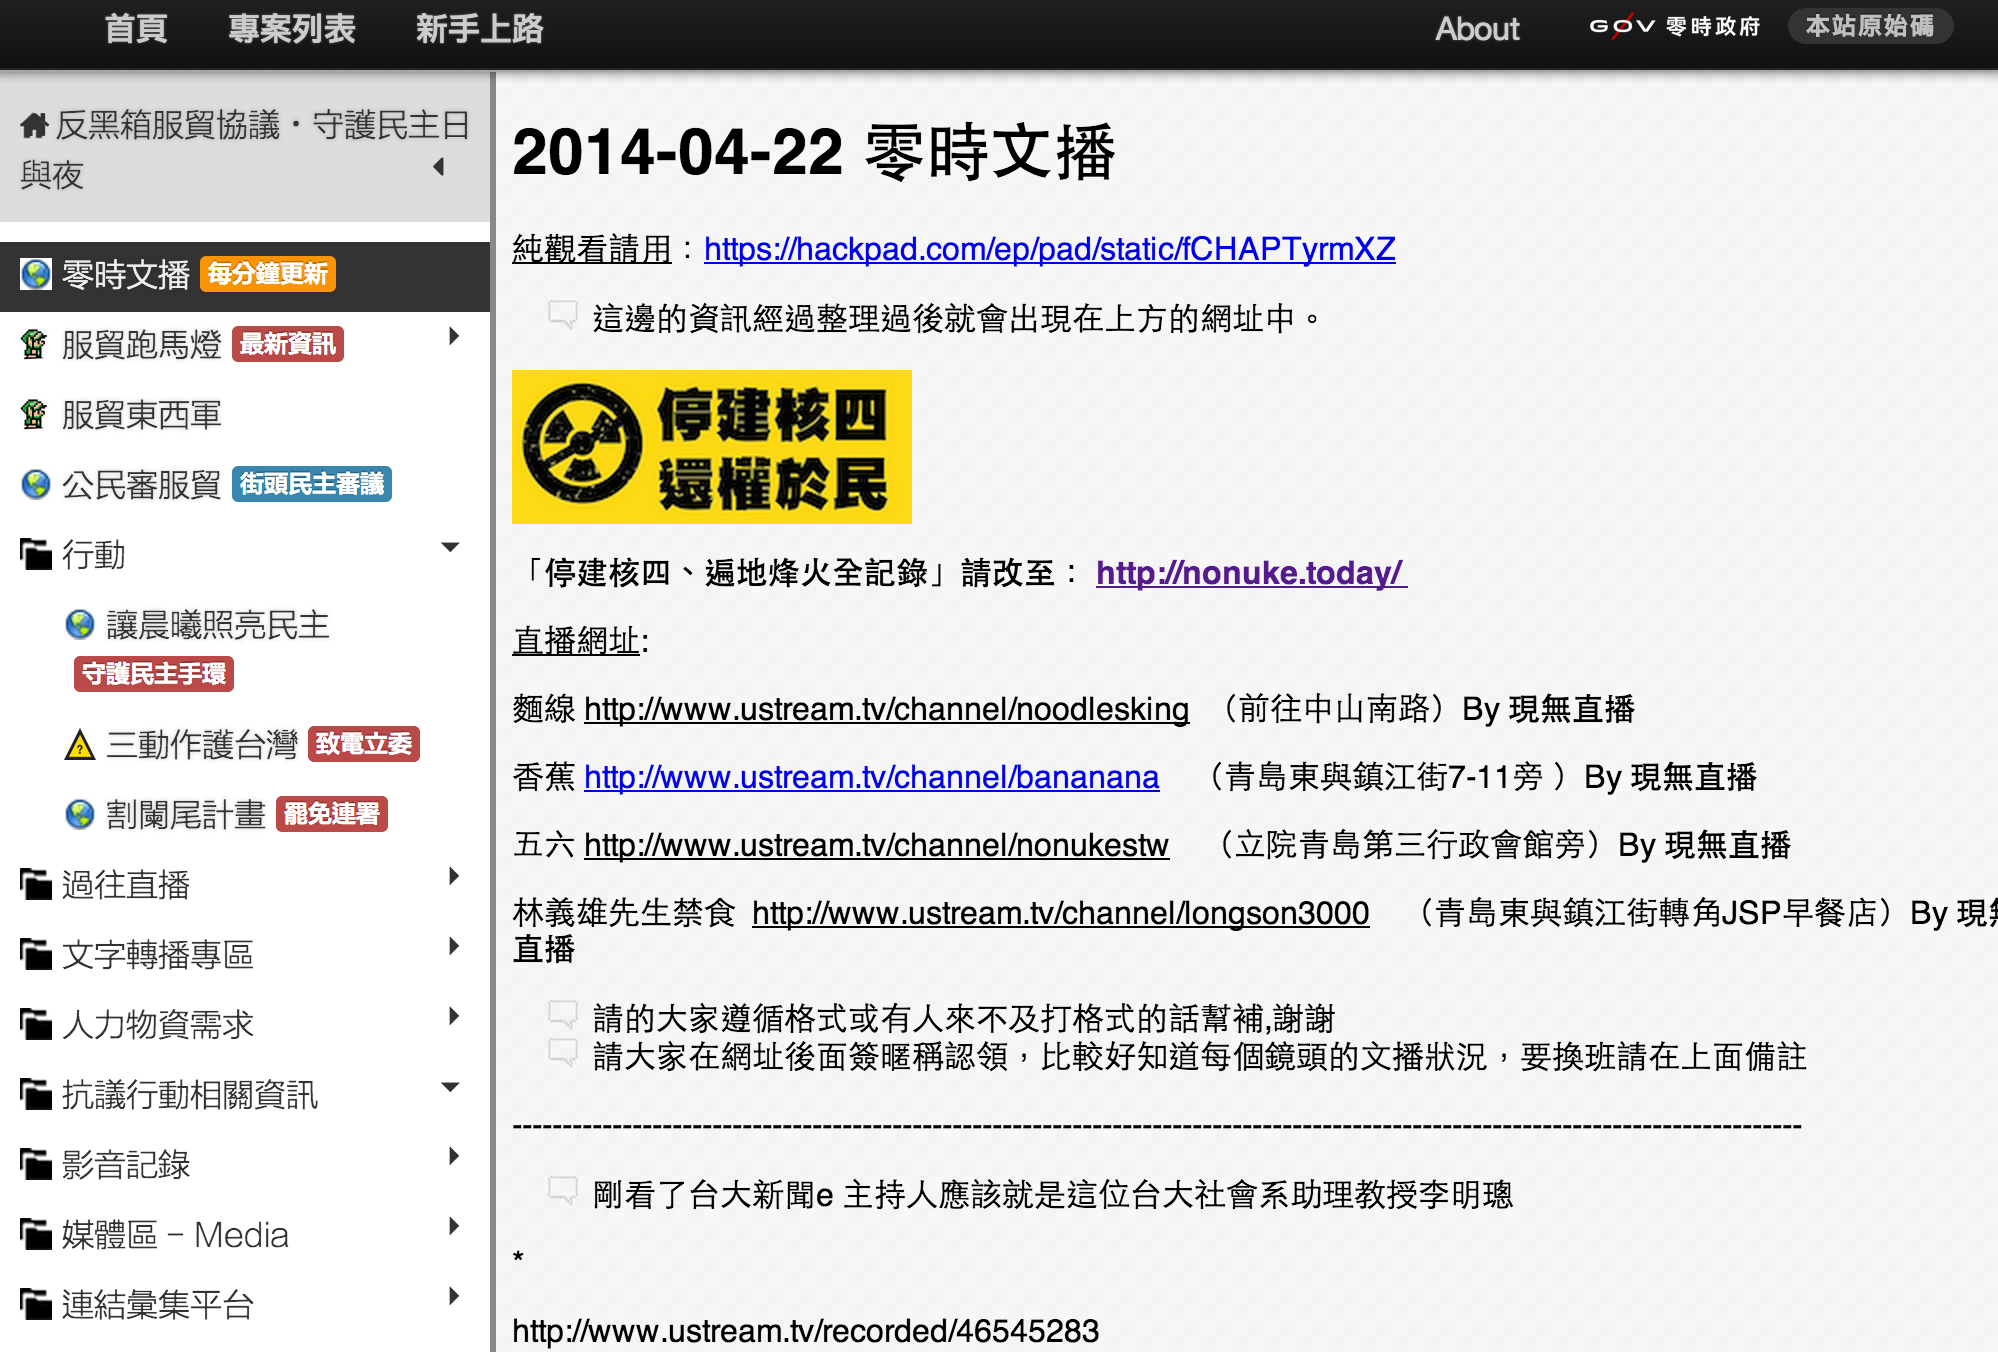 首頁 專案列表 新手上路 About G0V 零時政府 本站原始碼
反黑箱服貿協議・守護民主日
與夜
零時文播 每分鐘更新
服貿跑馬燈 最新資訊
服貿東西軍
公民審服貿 街頭民主審議
行動
讓晨曦照亮民主
守護民主手環
三動作護台灣 致電立委
割闌尾計畫 罷免連署
過往直播
文字轉播專區
人力物資需求
抗議行動相關資訊
影音記錄
媒體區 – Media
連結彙集平台
2014-04-22 零時文播
純觀看請用：https://hackpad.com/ep/pad/static/fCHAPTyrmXZ
這邊的資訊經過整理過後就會出現在上方的網址中。
停建核四
還權於民
「停建核四、遍地烽火全記錄」請改至： http://nonuke.today/
直播網址:
麵線 http://www.ustream.tv/channel/noodlesking （前往中山南路）By 現無直播
香蕉 http://www.ustream.tv/channel/bananana （青島東與鎮江街7-11旁 ）By 現無直播
五六 http://www.ustream.tv/channel/nonukestw （立院青島第三行政會館旁）By 現無直播
林義雄先生禁食 http://www.ustream.tv/channel/longson3000 （青島東與鎮江街轉角JSP早餐店）By 現無
直播
請的大家遵循格式或有人來不及打格式的話幫補,謝謝
請大家在網址後面簽暱稱認領，比較好知道每個鏡頭的文播狀況，要換班請在上面備註
---------------------------------------------------------------------------------------------------------------------------------
剛看了台大新聞e 主持人應該就是這位台大社會系助理教授李明璁
*
http://www.ustream.tv/recorded/46545283